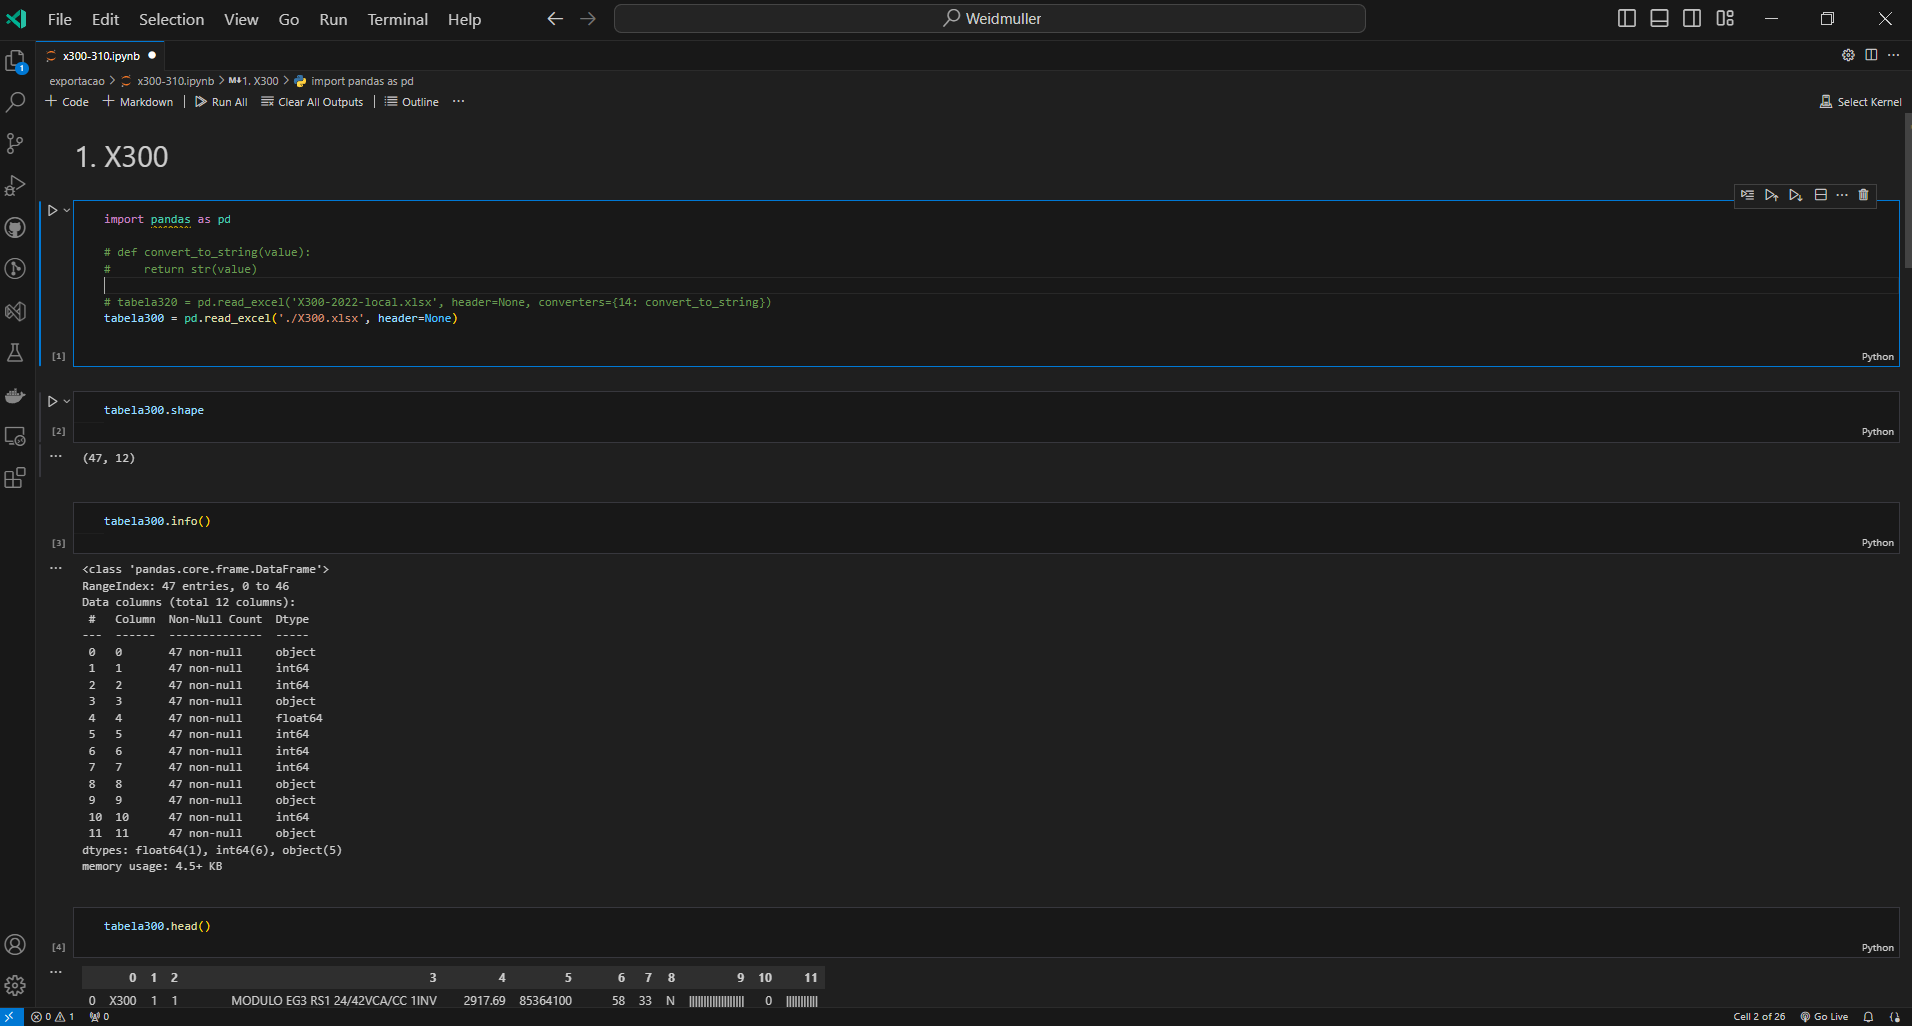 File Edit Selection View Go Run Terminal Help
Weidmuller
x300-310.ipynb
1
exportacao > x300-310.ipynb > M↓1. X300 > import pandas as pd
+ Code + Markdown | Run All Clear All Outputs | Outline ...
Select Kernel
1. X300
import pandas as pd
# def convert_to_string(value):
#     return str(value)
# tabela320 = pd.read_excel('X300-2022-local.xlsx', header=None, converters={14: convert_to_string})
tabela300 = pd.read_excel('./X300.xlsx', header=None)
[1]
Python
tabela300.shape
[2]
Python
... (47, 12)
tabela300.info()
[3]
Python
... <class 'pandas.core.frame.DataFrame'>
RangeIndex: 47 entries, 0 to 46
Data columns (total 12 columns):
 #   Column  Non-Null Count  Dtype
---  ------  --------------  -----
 0   0       47 non-null     object
 1   1       47 non-null     int64
 2   2       47 non-null     int64
 3   3       47 non-null     object
 4   4       47 non-null     float64
 5   5       47 non-null     int64
 6   6       47 non-null     int64
 7   7       47 non-null     int64
 8   8       47 non-null     object
 9   9       47 non-null     object
 10  10      47 non-null     int64
 11  11      47 non-null     object
dtypes: float64(1), int64(6), object(5)
memory usage: 4.5+ KB
tabela300.head()
[4]
Python
... 0 1 2 3 4 5 6 7 8 9 10 11
0 X300 1 1 MODULO EG3 RS1 24/42VCA/CC 1INV 2917.69 85364100 58 33 N |||||||||||||||||| 0 ||||||||||
0 1 0
Cell 2 of 26 Go Live